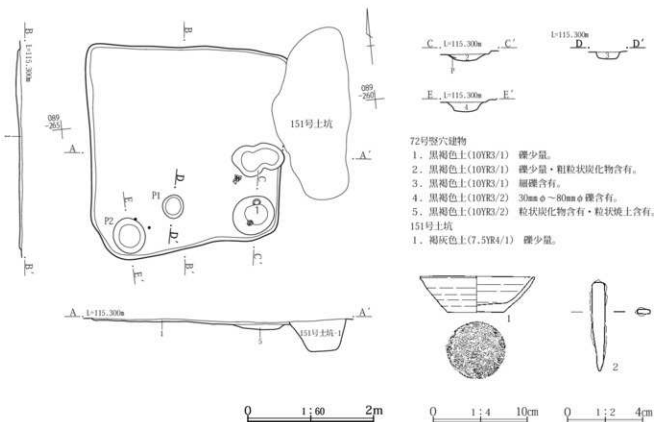 B
B
L=115.300m
089
-265
089
-260
151号土坑
A
A′
E
D
P1
P2
C
1
D′
B′
B′
E′
C′
A L=115.300m A′
1
5
151号土坑-1
0 1：60 2m
C L=115.300m C′
2
P
L=115.300m
D D′
3
E L=115.300m E′
4
72号竪穴建物
1．黒褐色土(10YR3/1) 礫少量。
2．黒褐色土(10YR3/1) 礫少量・粗粒状炭化物含有。
3．黒褐色土(10YR3/1) 細礫含有。
4．黒褐色土(10YR3/2) 30mmφ～80mmφ礫含有。
5．黒褐色土(10YR3/2) 粒状炭化物含有・粒状焼土含有。
151号土坑
1．褐灰色土(7.5YR4/1) 礫少量。
1
2
0 1：4 10cm
0 1：2 4cm